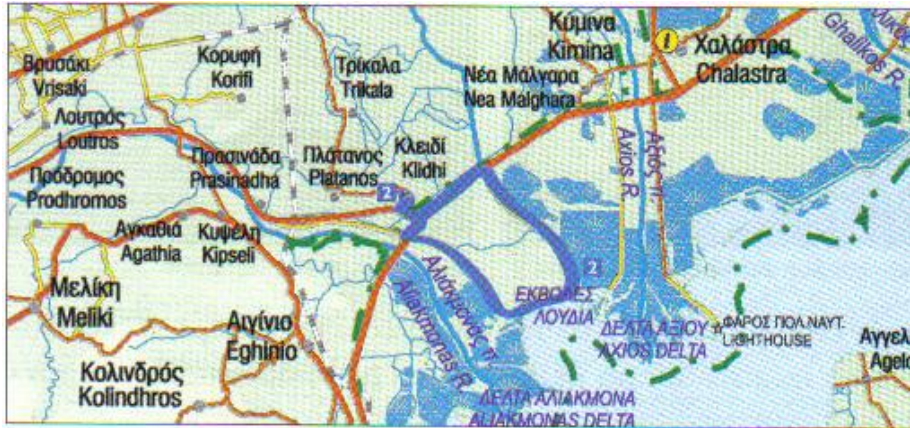 Βρυσάκι
Vrisaki
Κορυφή
Korifi
Τρίκαλα
Trikala
Κύμινα
Kimina
i
Χαλάστρα
Chalastra
Ghalikos R.
Νέα Μάλγαρα
Nea Malghara
Λουτρός
Loutros
Πρασινάδα
Prasinadha
Πλάτανος
Platanos
Κλειδί
Klidhi
2
Axios R.
Αξιός π.
Πρόδρομος
Prodhromos
Αγκαθιά
Agathia
Κυψέλη
Kipseli
Αλιάκμονας π.
Aliakmonas R.
2
ΕΚΒΟΛΕΣ
ΛΟΥΔΙΑ
Μελίκη
Meliki
Αιγίνιο
Eghinio
ΔΕΛΤΑ ΑΞΙΟΥ
AXIOS DELTA
ΦΑΡΟΣ ΠΟΛ.ΝΑΥΤ.
LIGHTHOUSE
Κολινδρός
Kolindhros
ΔΕΛΤΑ ΑΛΙΑΚΜΟΝΑ
ALIAKMONAS DELTA